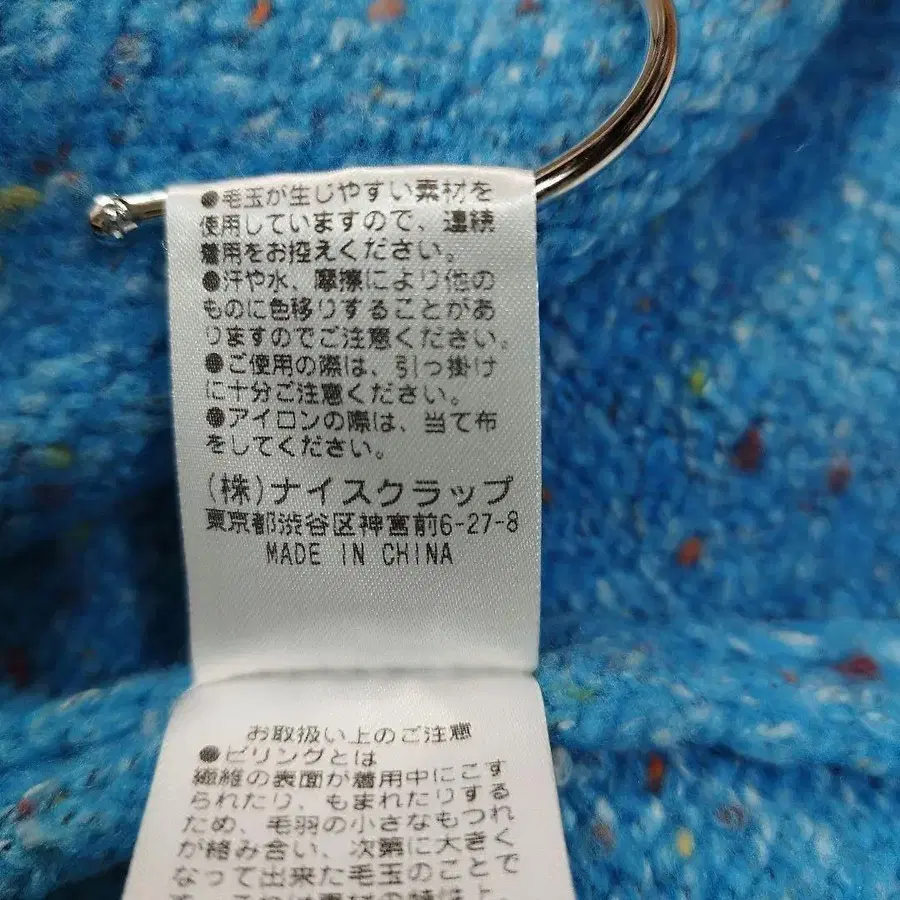 ●毛玉が生じやすい素材を
使用していますので、連続
着用をお控えください。
●汗や水、摩擦により他の
ものに色移りすることがあ
りますのでご注意ください。
●ご使用の際は、引っ掛け
に十分ご注意ください。
●アイロンの際は、当て布
をしてください。
(株)ナイスクラップ
東京都渋谷区神宮前6-27-8
MADE IN CHINA
お取扱い上のご注意
●ピリングとは
繊維の表面が着用中にこす
られたり、もまれたりする
ため、毛羽の小さなもつれ
が絡み合い、次第に大きく
なって出来た毛玉のことで